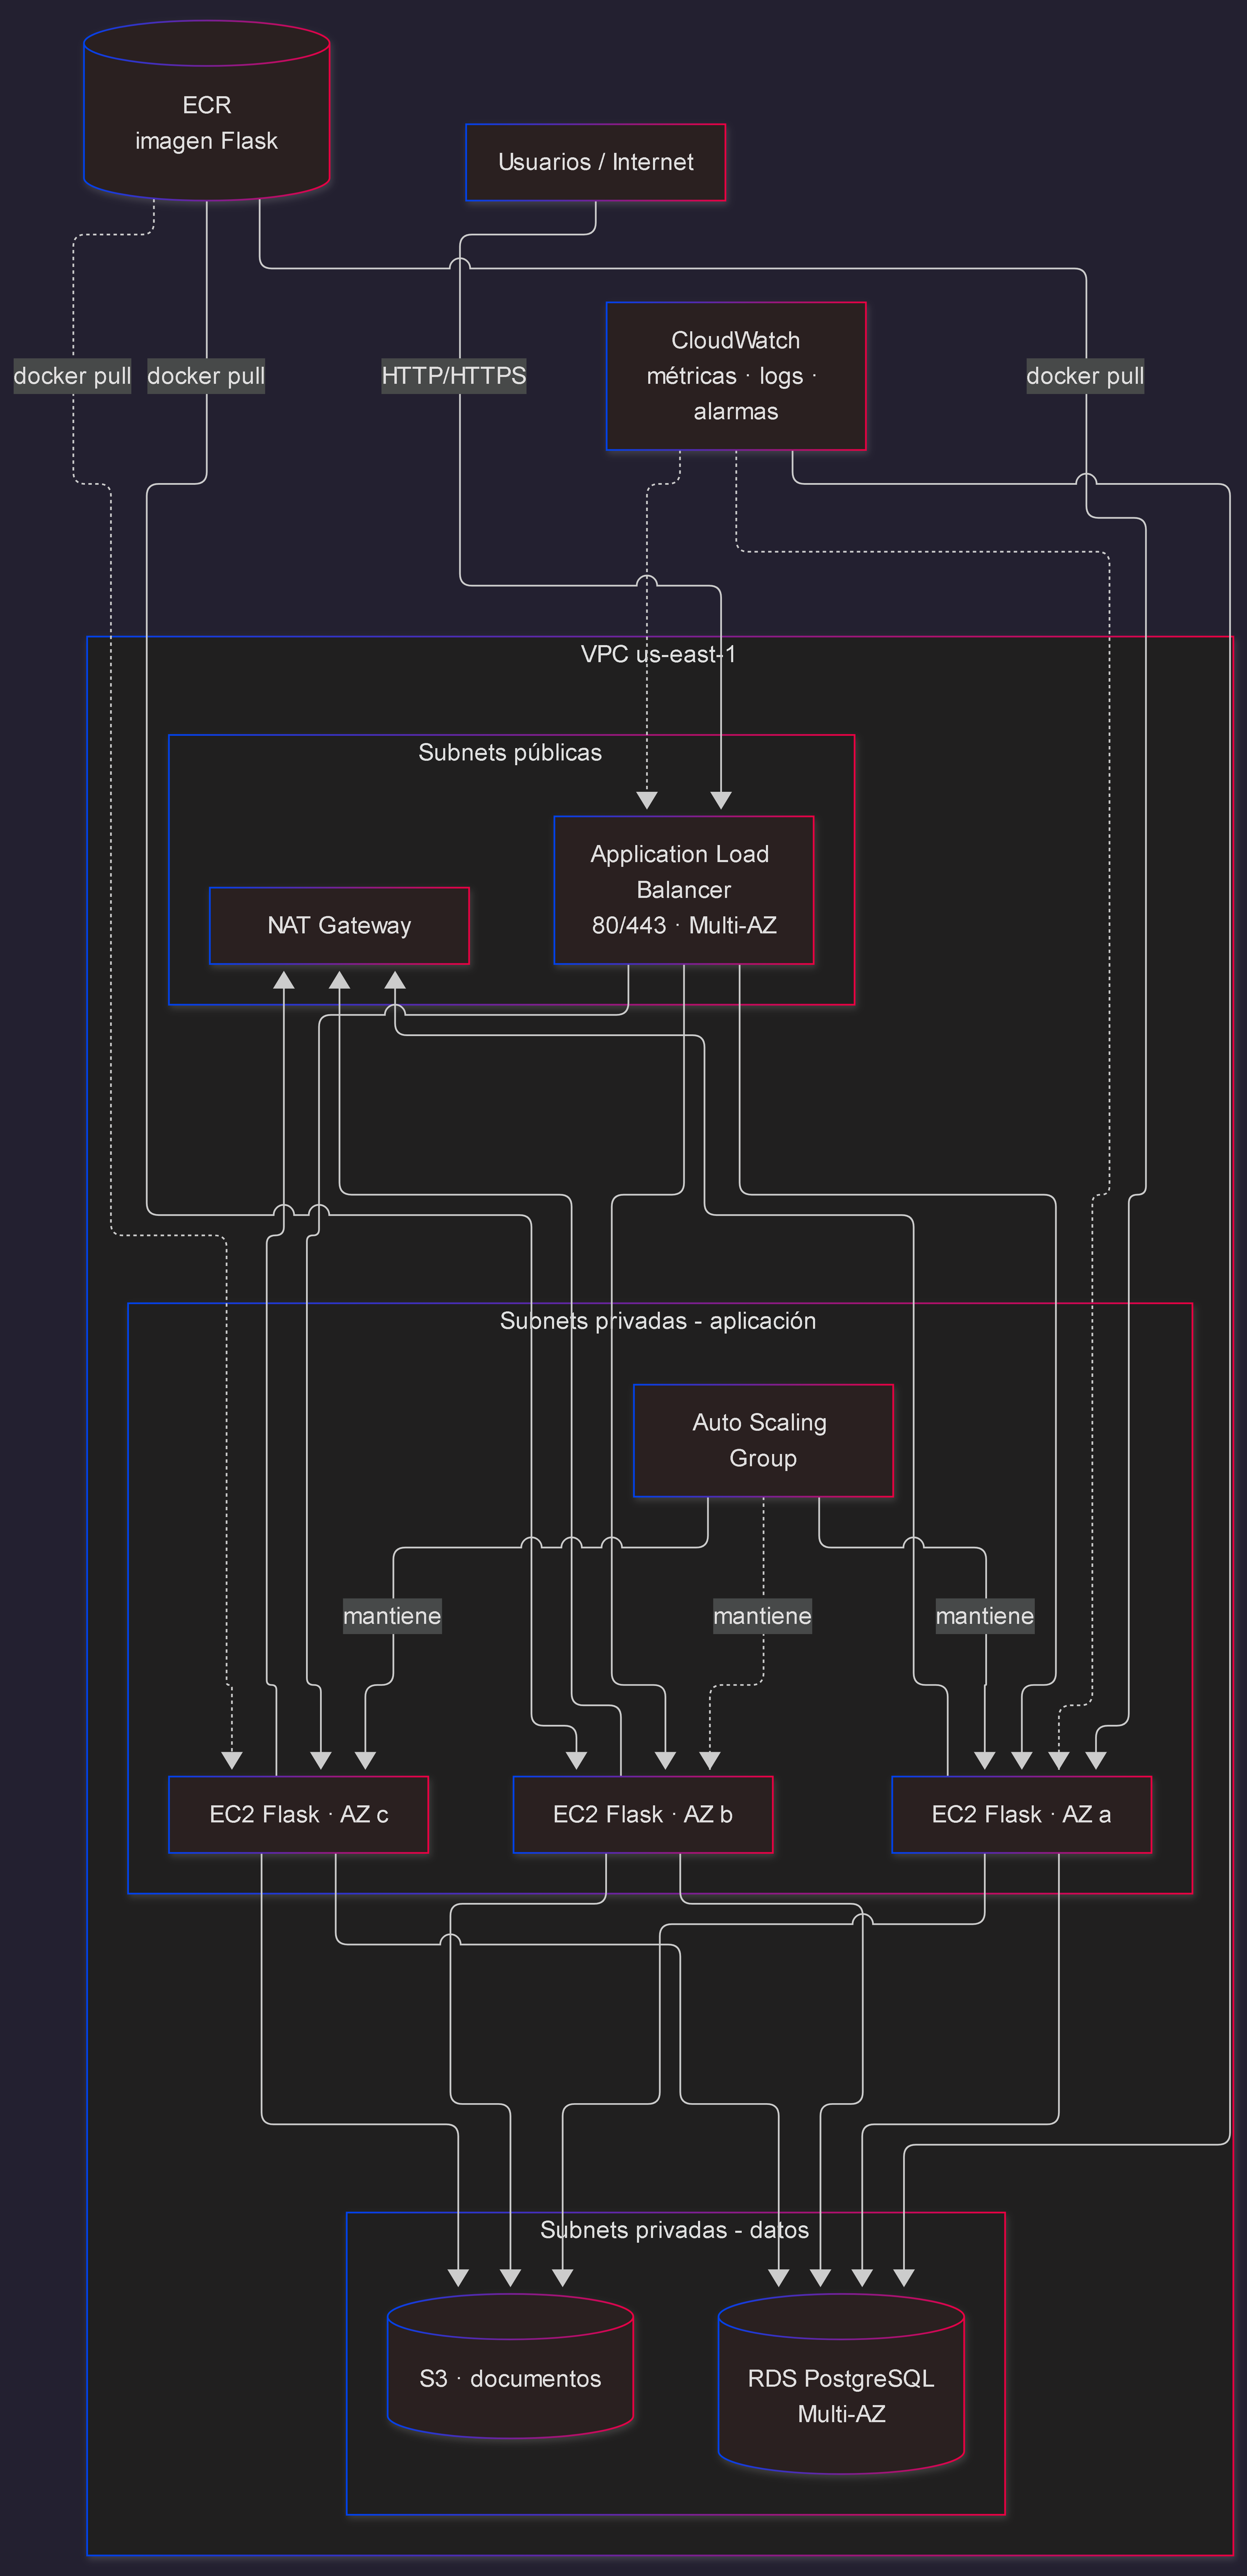 ECR
imagen Flask
Usuarios / Internet
CloudWatch
métricas · logs ·
alarmas
docker pull
docker pull
HTTP/HTTPS
docker pull
VPC us-east-1
Subnets públicas
Application Load
Balancer
80/443 · Multi-AZ
NAT Gateway
Subnets privadas - aplicación
Auto Scaling
Group
mantiene
mantiene
mantiene
EC2 Flask · AZ c
EC2 Flask · AZ b
EC2 Flask · AZ a
Subnets privadas - datos
S3 · documentos
RDS PostgreSQL
Multi-AZ